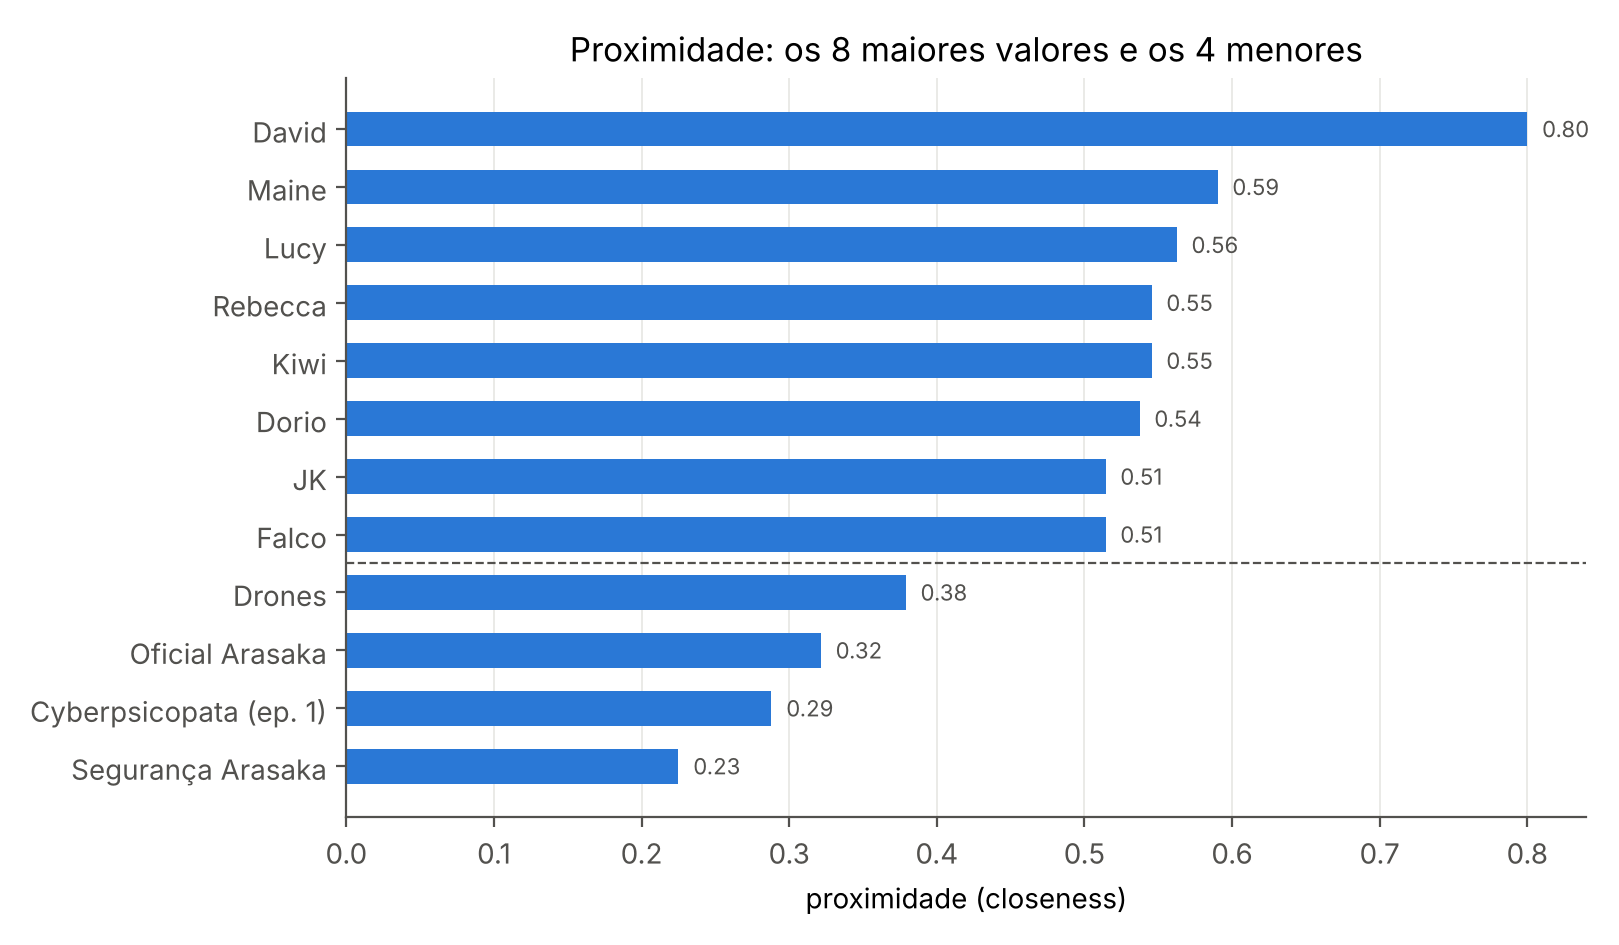 Proximidade: os 8 maiores valores e os 4 menores
David 0.80
Maine 0.59
Lucy 0.56
Rebecca 0.55
Kiwi 0.55
Dorio 0.54
JK 0.51
Falco 0.51
Drones 0.38
Oficial Arasaka 0.32
Cyberpsicopata (ep. 1) 0.29
Segurança Arasaka 0.23
0.0 0.1 0.2 0.3 0.4 0.5 0.6 0.7 0.8
proximidade (closeness)